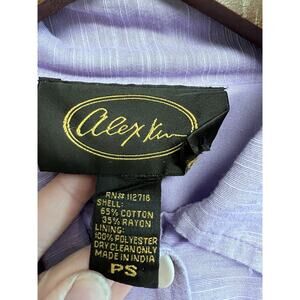 alex kim
RN# 112716
SHELL:
65% COTTON
35% RAYON
LINING:
100% POLYESTER
DRY CLEAN ONLY
MADE IN INDIA
PS